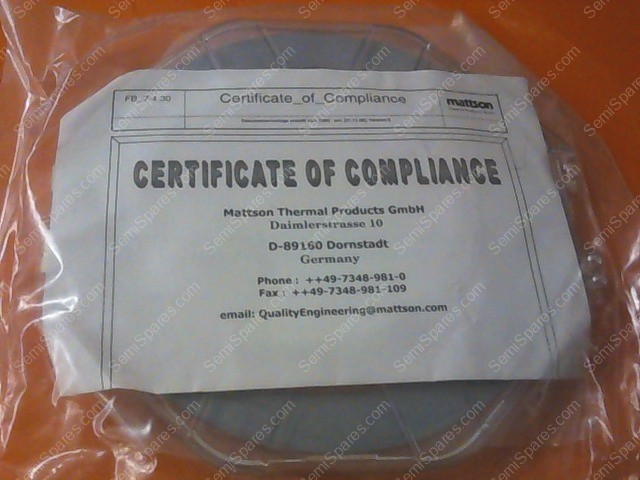 FB_7.4.30
Certificate_of_Compliance
mattson
CERTIFICATE OF COMPLIANCE
Mattson Thermal Products GmbH
Daimlerstrasse 10
D-89160 Dornstadt
Germany
Phone : ++49-7348-981-0
Fax : ++49-7348-981-109
email: QualityEngineering@mattson.com
SemiSpares.com